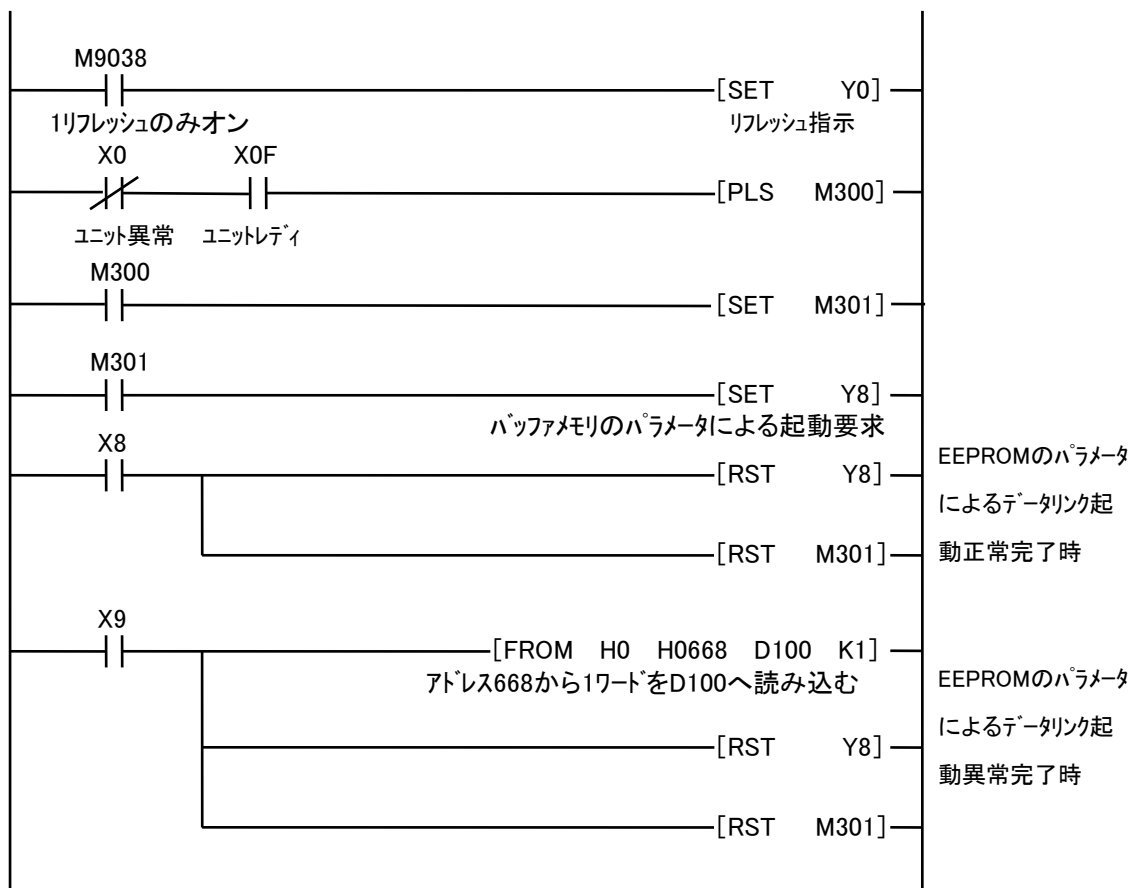 M9038
[SET Y0]
1リフレッシュのみオン
リフレッシュ指示
X0 X0F
[PLS M300]
ユニット異常 ユニットレディ
M300
[SET M301]
M301
[SET Y8]
バッファメモリのパラメータによる起動要求
X8
[RST Y8]
[RST M301]
EEPROMのパラメータ
によるデータリンク起
動正常完了時
X9
[FROM H0 H0668 D100 K1]
アドレス668から1ワードをD100へ読み込む
[RST Y8]
[RST M301]
EEPROMのパラメータ
によるデータリンク起
動異常完了時